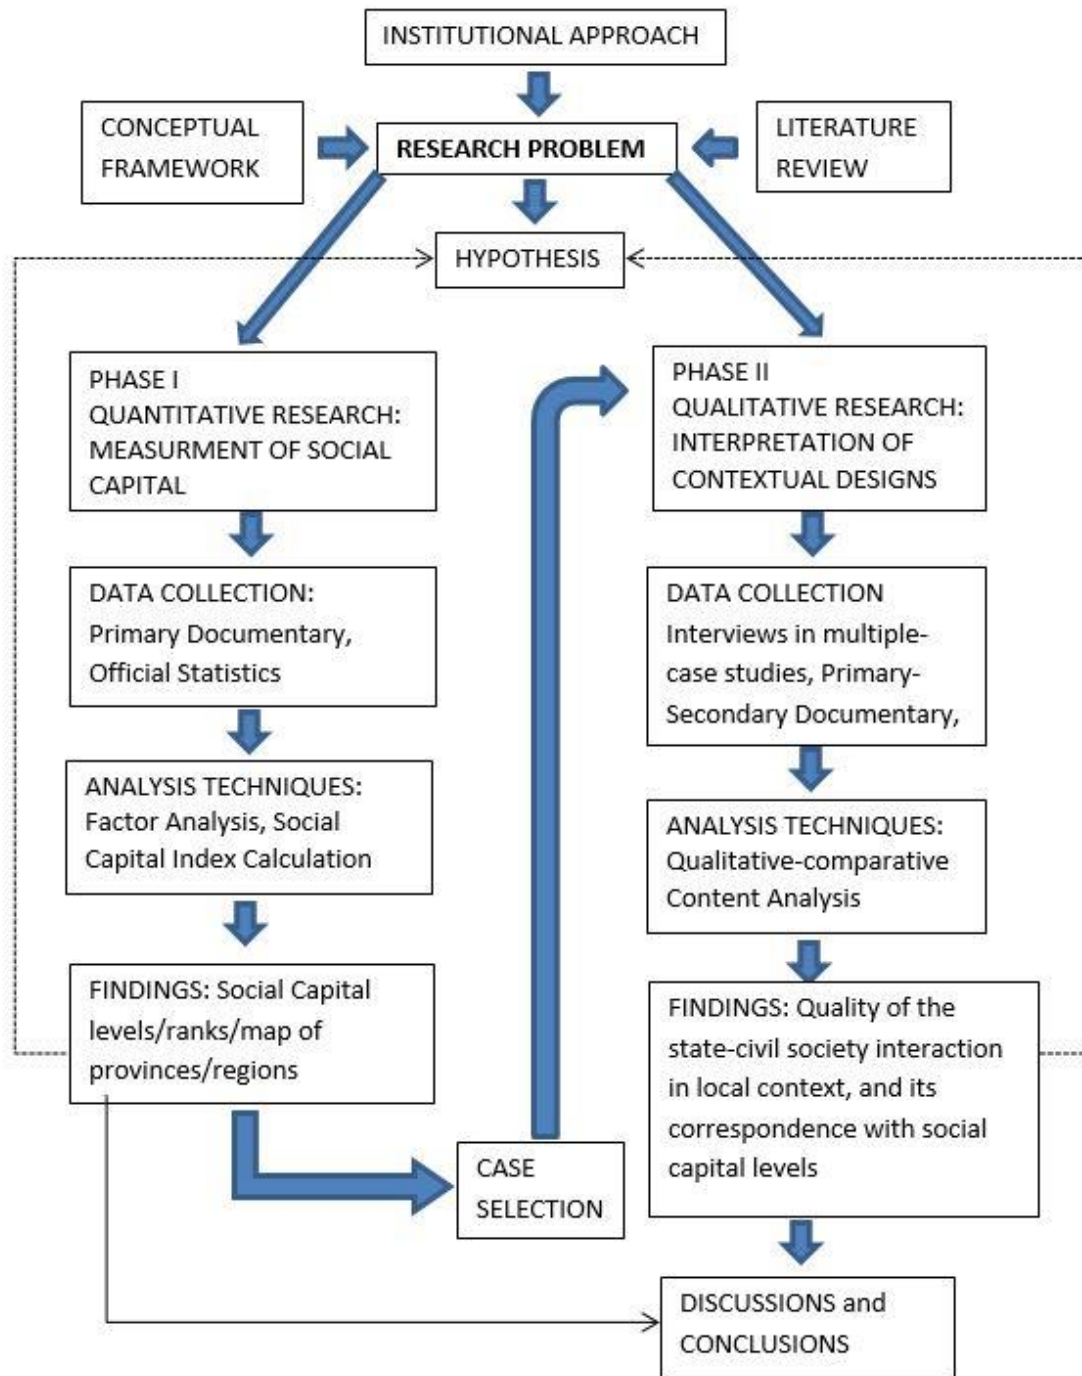 INSTITUTIONAL APPROACH
CONCEPTUAL
FRAMEWORK
RESEARCH PROBLEM
LITERATURE
REVIEW
HYPOTHESIS
PHASE I
QUANTITATIVE RESEARCH:
MEASURMENT OF SOCIAL
CAPITAL
DATA COLLECTION:
Primary Documentary,
Official Statistics
ANALYSIS TECHNIQUES:
Factor Analysis, Social
Capital Index Calculation
FINDINGS: Social Capital
levels/ranks/map of
provinces/regions
CASE
SELECTION
PHASE II
QUALITATIVE RESEARCH:
INTERPRETATION OF
CONTEXTUAL DESIGNS
DATA COLLECTION
Interviews in multiple-
case studies, Primary-
Secondary Documentary,
ANALYSIS TECHNIQUES:
Qualitative-comparative
Content Analysis
FINDINGS: Quality of the
state-civil society interaction
in local context, and its
correspondence with social
capital levels
DISCUSSIONS and
CONCLUSIONS